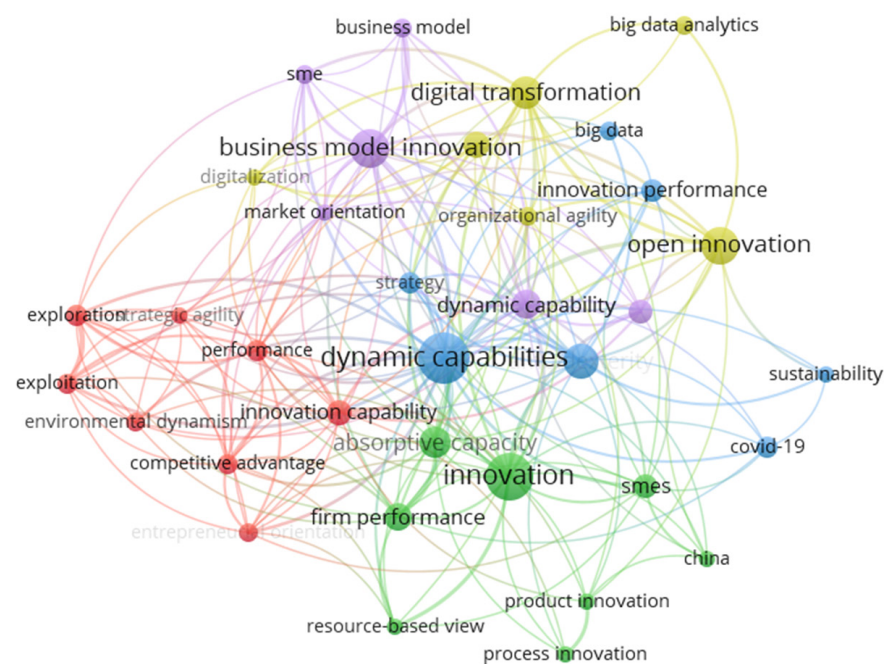 business model
big data analytics
sme
digital transformation
big data
business model innovation
digitalization
innovation performance
market orientation
organizational agility
open innovation
strategy
dynamic capability
exploration
strategic agility
performance
dynamic capabilities
sustainability
exploitation
innovation capability
environmental dynamism
absorptive capacity
covid-19
competitive advantage
innovation
smes
firm performance
entrepreneurial orientation
china
product innovation
resource-based view
process innovation